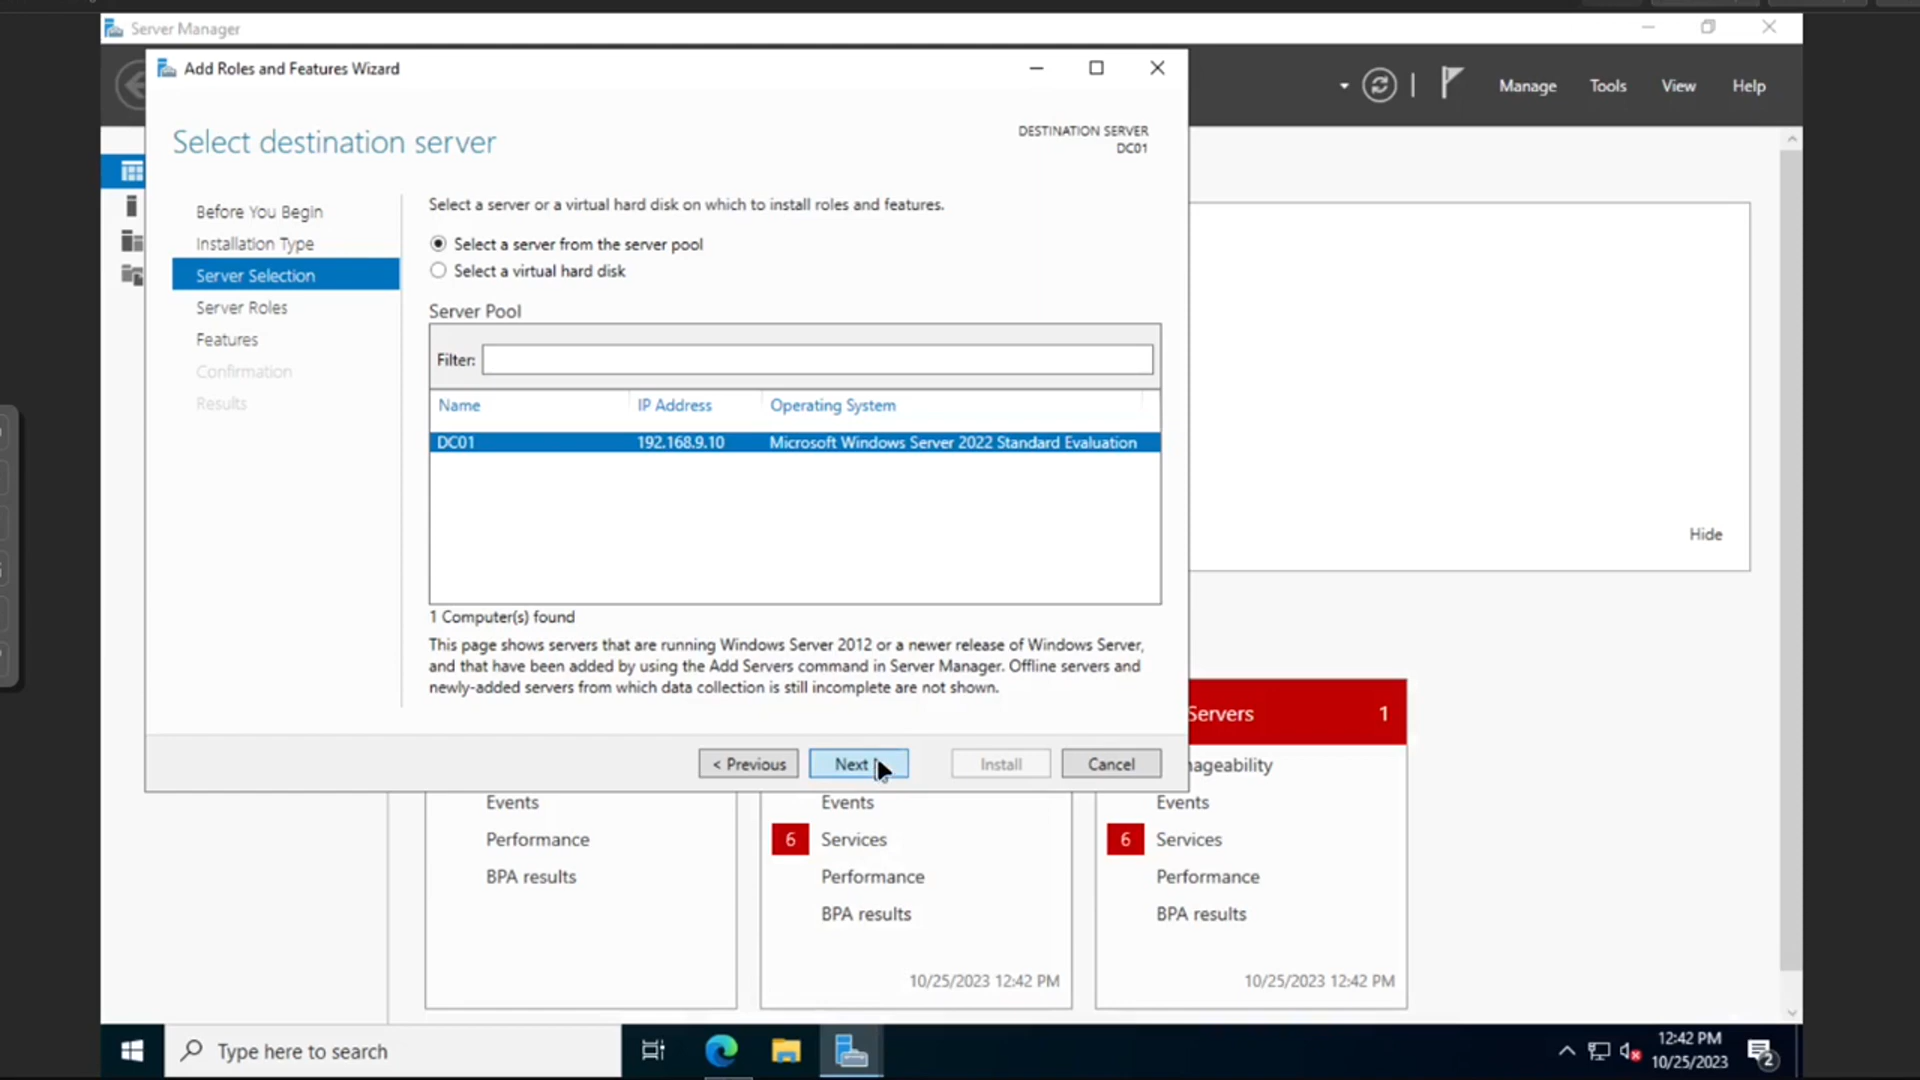 Server Manager
Add Roles and Features Wizard
Manage
Tools
View
Help
Select destination server
DESTINATION SERVER
DC01
Before You Begin
Installation Type
Server Selection
Server Roles
Features
Confirmation
Results
Select a server or a virtual hard disk on which to install roles and features.
Select a server from the server pool
Select a virtual hard disk
Server Pool
Filter:
Name IP Address Operating System
DC01 192.168.9.10 Microsoft Windows Server 2022 Standard Evaluation
1 Computer(s) found
This page shows servers that are running Windows Server 2012 or a newer release of Windows Server,
and that have been added by using the Add Servers command in Server Manager. Offline servers and
newly-added servers from which data collection is still incomplete are not shown.
< Previous
Next
Install
Cancel
Hide
Servers 1
nageability
Events
Performance
BPA results
Events
6 Services
Performance
BPA results
10/25/2023 12:42 PM
Events
6 Services
Performance
BPA results
10/25/2023 12:42 PM
Type here to search
12:42 PM
10/25/2023
2